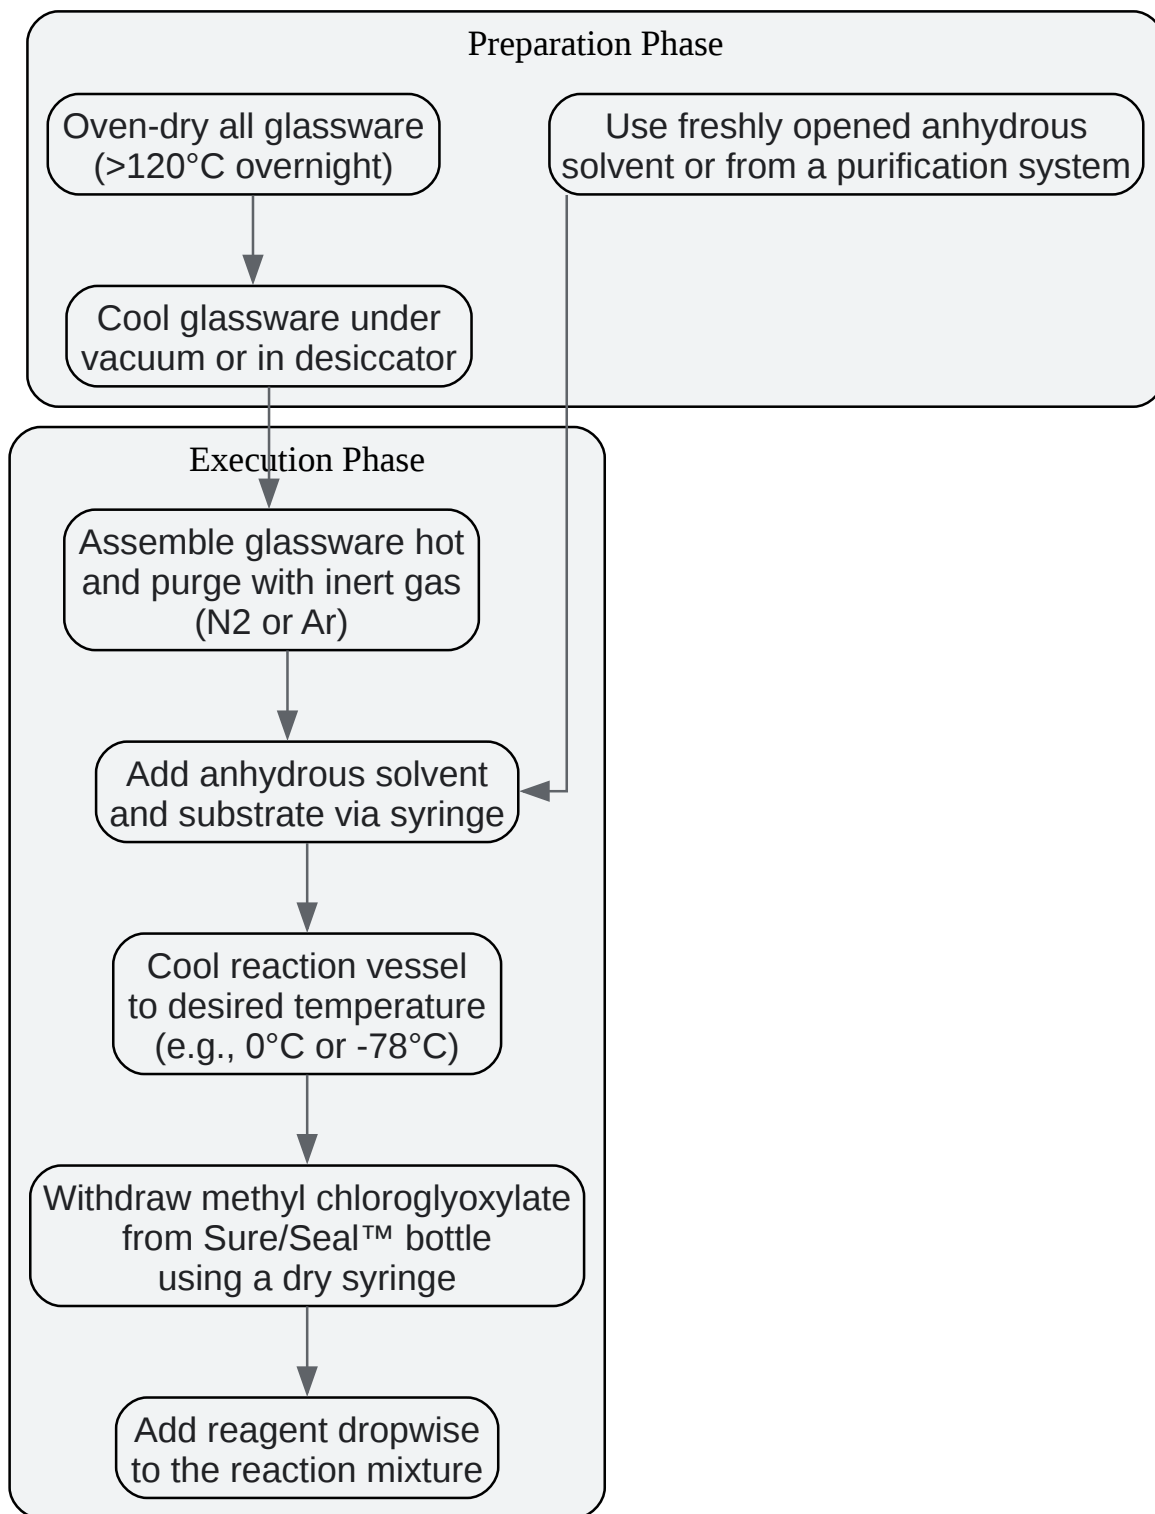 Preparation Phase
Oven-dry all glassware
(>120°C overnight)
Use freshly opened anhydrous
solvent or from a purification system
Cool glassware under
vacuum or in desiccator
Execution Phase
Assemble glassware hot
and purge with inert gas
(N2 or Ar)
Add anhydrous solvent
and substrate via syringe
Cool reaction vessel
to desired temperature
(e.g., 0°C or -78°C)
Withdraw methyl chloroglyoxylate
from Sure/Seal™ bottle
using a dry syringe
Add reagent dropwise
to the reaction mixture